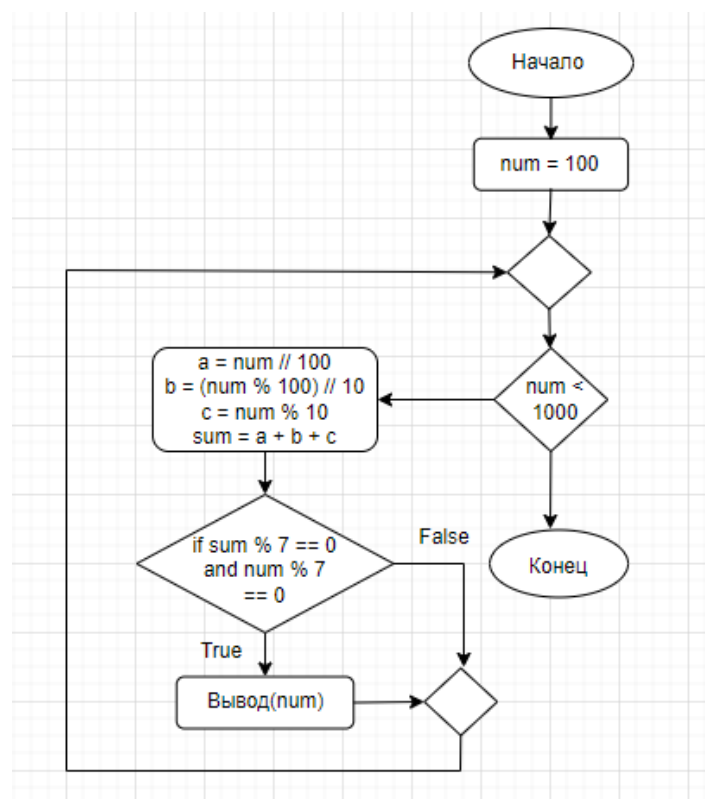 Начало
num = 100
num <
1000
a = num // 100
b = (num % 100) // 10
c = num % 10
sum = a + b + c
if sum % 7 == 0
and num % 7
== 0
False
Конец
True
Вывод(num)